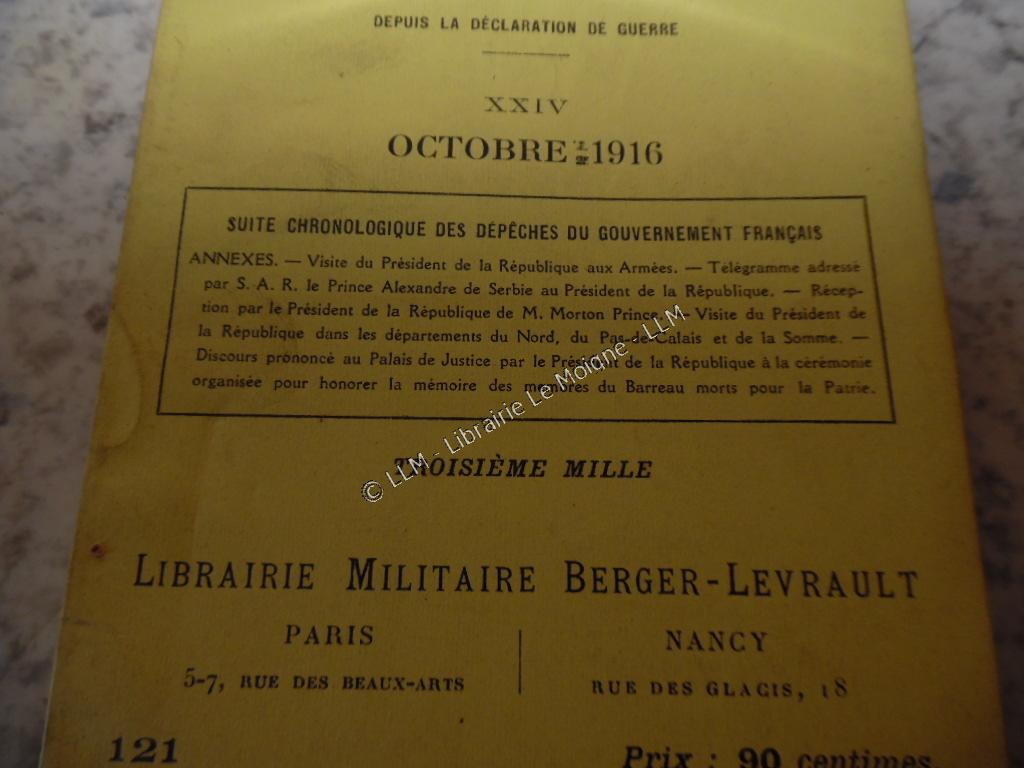 DEPUIS LA DÉCLARATION DE GUERRE
XXIV
OCTOBRE 1916
SUITE CHRONOLOGIQUE DES DÉPÊCHES DU GOUVERNEMENT FRANÇAIS
ANNEXES. — Visite du Président de la République aux Armées. — Télégramme adressé
par S. A. R. le Prince Alexandre de Serbie au Président de la République. — Récep-
tion par le Président de la République de M. Morton Prince. — Visite du Président de
la République dans les départements du Nord, du Pas-de-Calais et de la Somme. —
Discours prononcé au Palais de Justice par le Président de la République à la cérémonie
organisée pour honorer la mémoire des membres du Barreau morts pour la Patrie.
© LLM - Librairie Le Moigne - LLM
TROISIÈME MILLE
LIBRAIRIE MILITAIRE BERGER-LEVRAULT
PARIS
5-7, RUE DES BEAUX-ARTS
NANCY
RUE DES GLACIS, 18
121
Prix : 90 centimes.